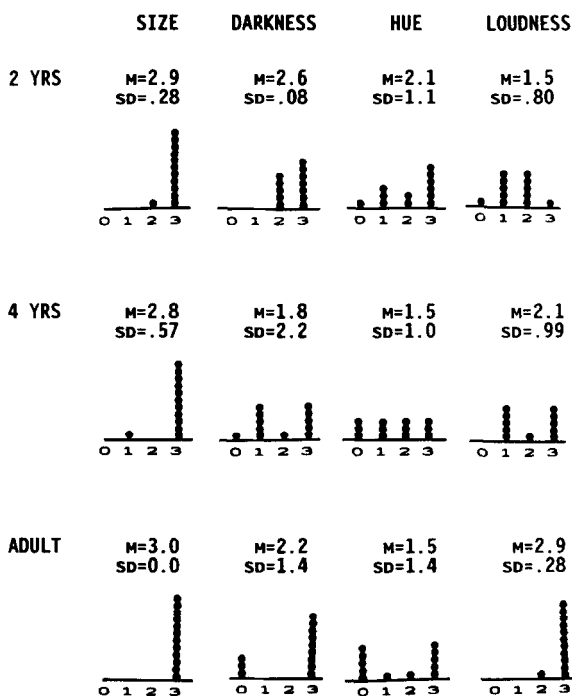 SIZE DARKNESS HUE LOUDNESS
2 YRS M=2.9 M=2.6 M=2.1 M=1.5
SD=.28 SD=.08 SD=1.1 SD=.80
0 1 2 3 0 1 2 3 0 1 2 3 0 1 2 3
4 YRS M=2.8 M=1.8 M=1.5 M=2.1
SD=.57 SD=2.2 SD=1.0 SD=.99
0 1 2 3 0 1 2 3 0 1 2 3 0 1 2 3
ADULT M=3.0 M=2.2 M=1.5 M=2.9
SD=0.0 SD=1.4 SD=1.4 SD=.28
0 1 2 3 0 1 2 3 0 1 2 3 0 1 2 3